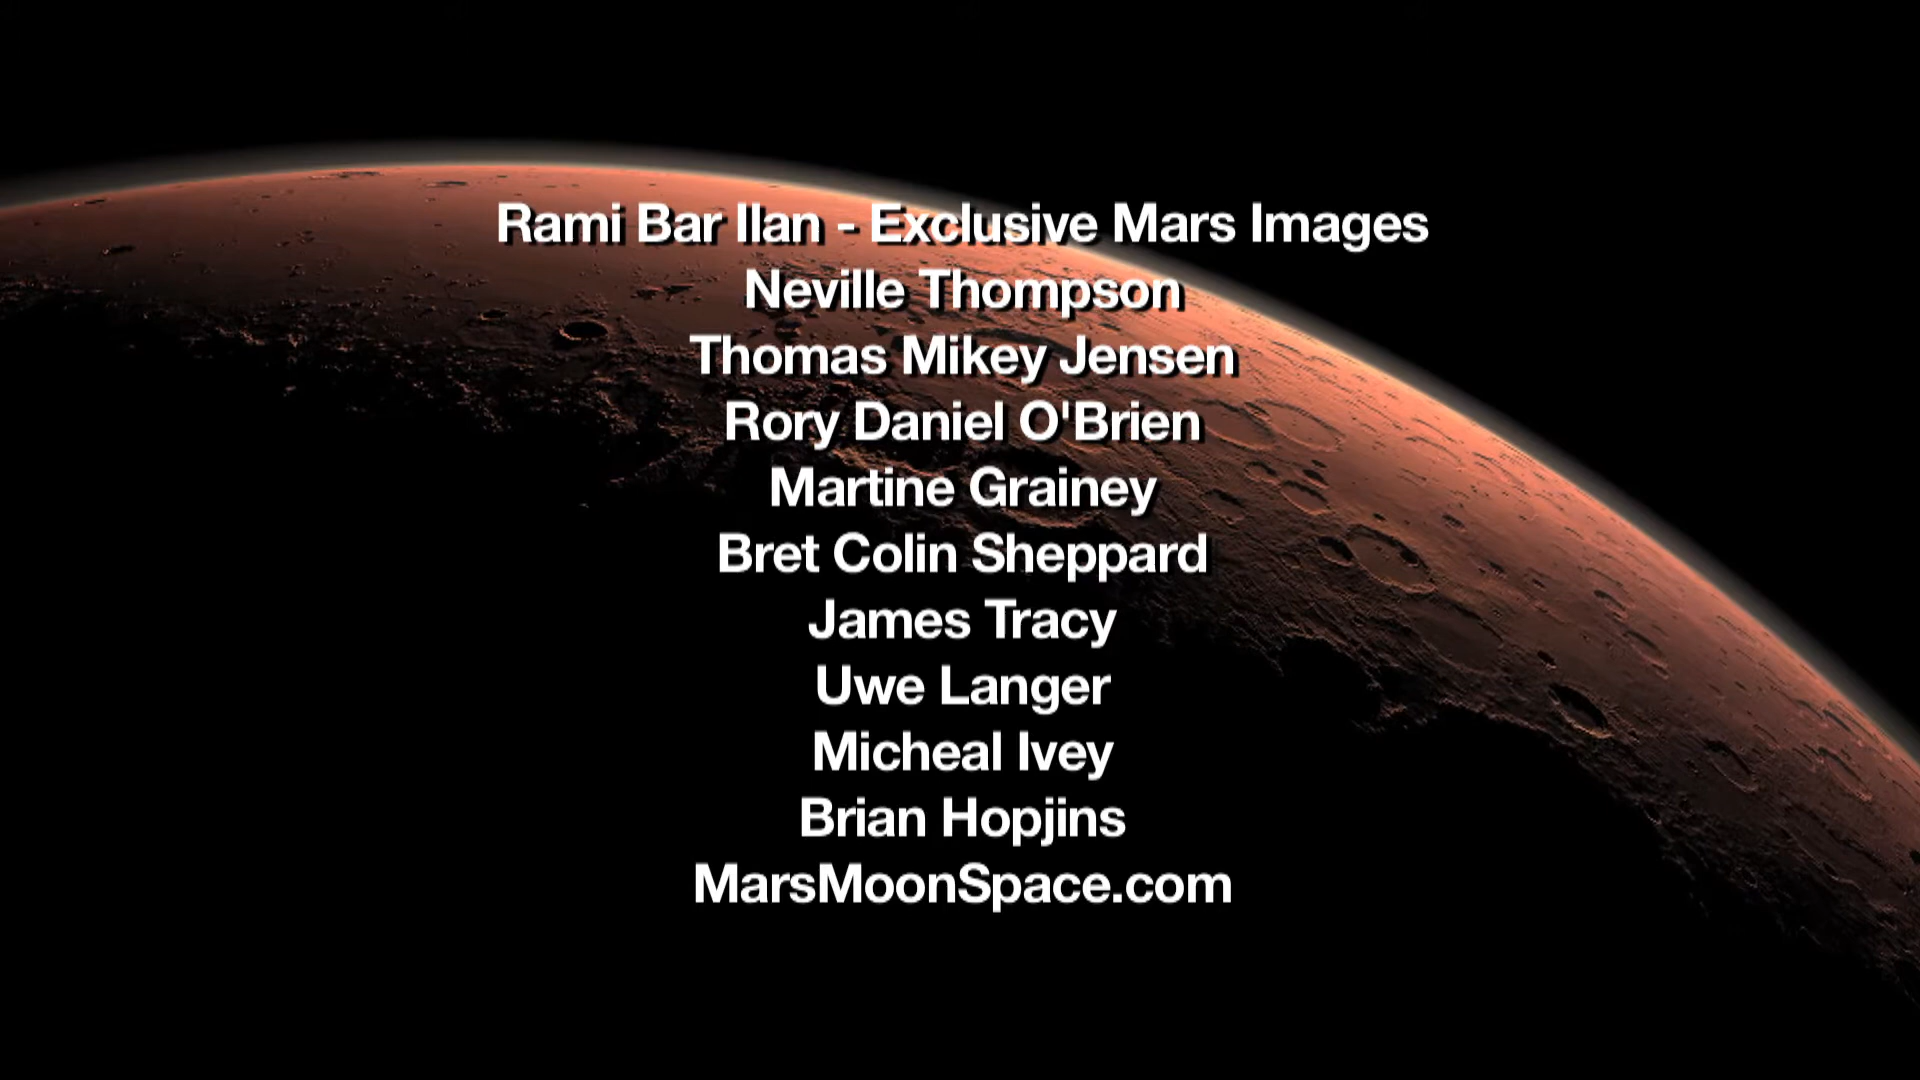 Rami Bar Ilan - Exclusive Mars Images
Neville Thompson
Thomas Mikey Jensen
Rory Daniel O'Brien
Martine Grainey
Bret Colin Sheppard
James Tracy
Uwe Langer
Micheal Ivey
Brian Hopjins
MarsMoonSpace.com